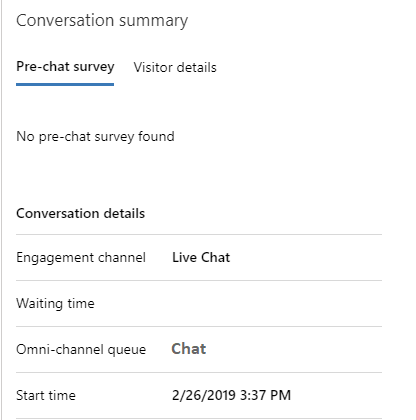 Conversation summary
Pre-chat survey Visitor details
No pre-chat survey found
Conversation details
Engagement channel Live Chat
Waiting time
Omni-channel queue Chat
Start time 2/26/2019 3:37 PM